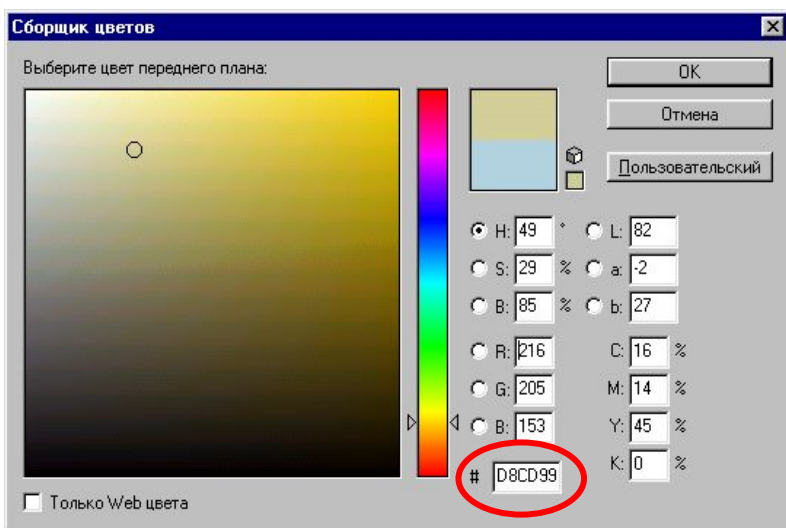 Сборщик цветов
Выберите цвет переднего плана:
OK
Отмена
Пользовательский
H: 49 ° L: 82
S: 29 % a: -2
B: 85 % b: 27
R: 216 C: 16 %
G: 205 M: 14 %
B: 153 Y: 45 %
# D8CD99 K: 0 %
Только Web цвета